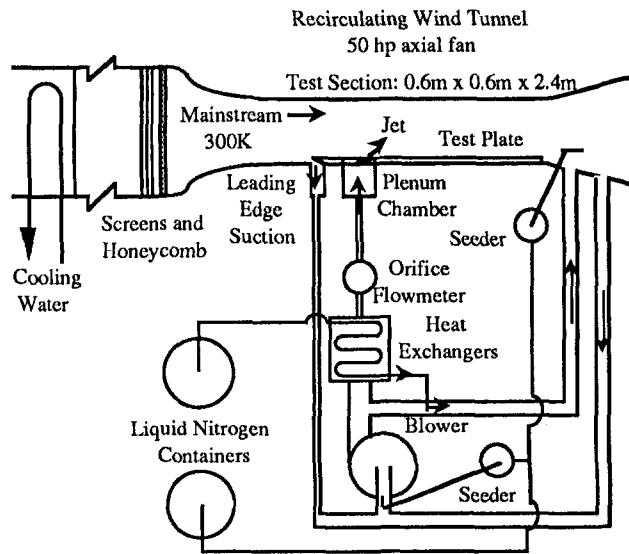 Recirculating Wind Tunnel
50 hp axial fan
Test Section: 0.6m x 0.6m x 2.4m
Mainstream
300K
Jet
Test Plate
Leading
Edge
Suction
Plenum
Chamber
Screens and
Honeycomb
Seeder
Cooling
Water
Orifice
Flowmeter
Heat
Exchangers
Liquid Nitrogen
Containers
Blower
Seeder